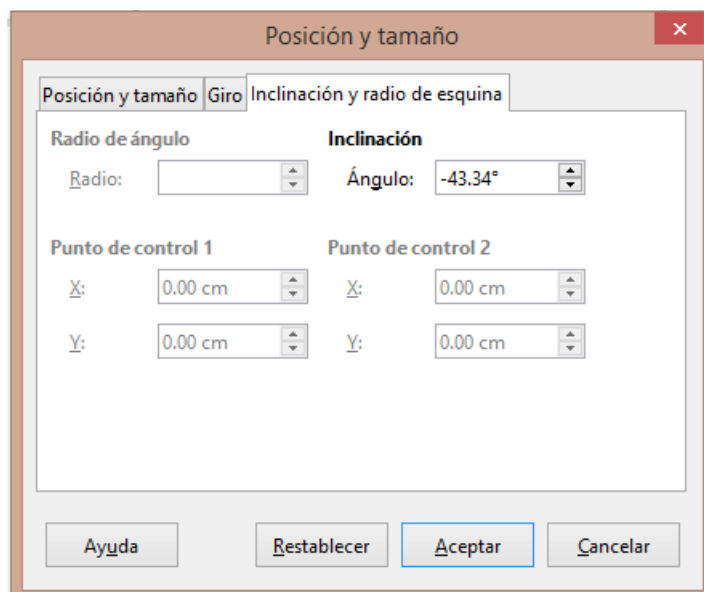 Posición y tamaño
Posición y tamaño Giro Inclinación y radio de esquina
Radio de ángulo Inclinación
Radio: Ángulo: -43.34°
Punto de control 1 Punto de control 2
X: 0.00 cm X: 0.00 cm
Y: 0.00 cm Y: 0.00 cm
Ayuda Restablecer Aceptar Cancelar